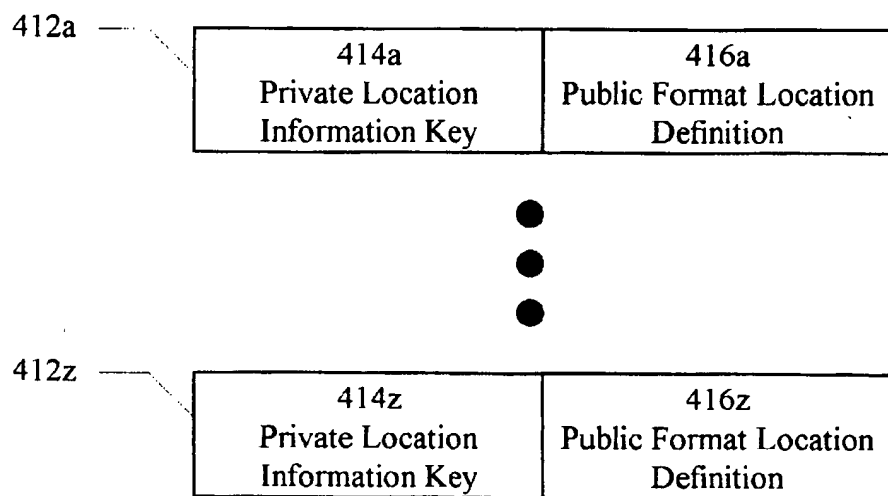 412a
414a
Private Location
Information Key
416a
Public Format Location
Definition
412z
414z
Private Location
Information Key
416z
Public Format Location
Definition